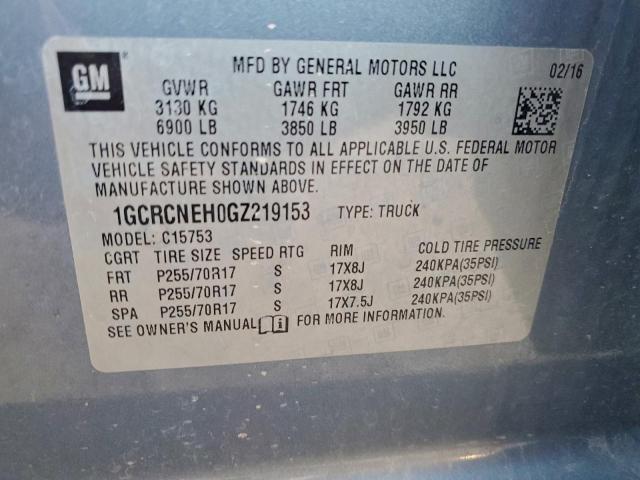 GM
MFD BY GENERAL MOTORS LLC 02/16
GVWR GAWR FRT GAWR RR
3130 KG 1746 KG 1792 KG
6900 LB 3850 LB 3950 LB
THIS VEHICLE CONFORMS TO ALL APPLICABLE U.S. FEDERAL MOTOR
VEHICLE SAFETY STANDARDS IN EFFECT ON THE DATE OF
MANUFACTURE SHOWN ABOVE.
1GCRCNEH0GZ219153 TYPE: TRUCK
MODEL: C15753
CGRT TIRE SIZE SPEED RTG RIM COLD TIRE PRESSURE
FRT P255/70R17 S 17X8J 240KPA(35PSI)
RR P255/70R17 S 17X8J 240KPA(35PSI)
SPA P255/70R17 S 17X7.5J 240KPA(35PSI)
SEE OWNER'S MANUAL FOR MORE INFORMATION.